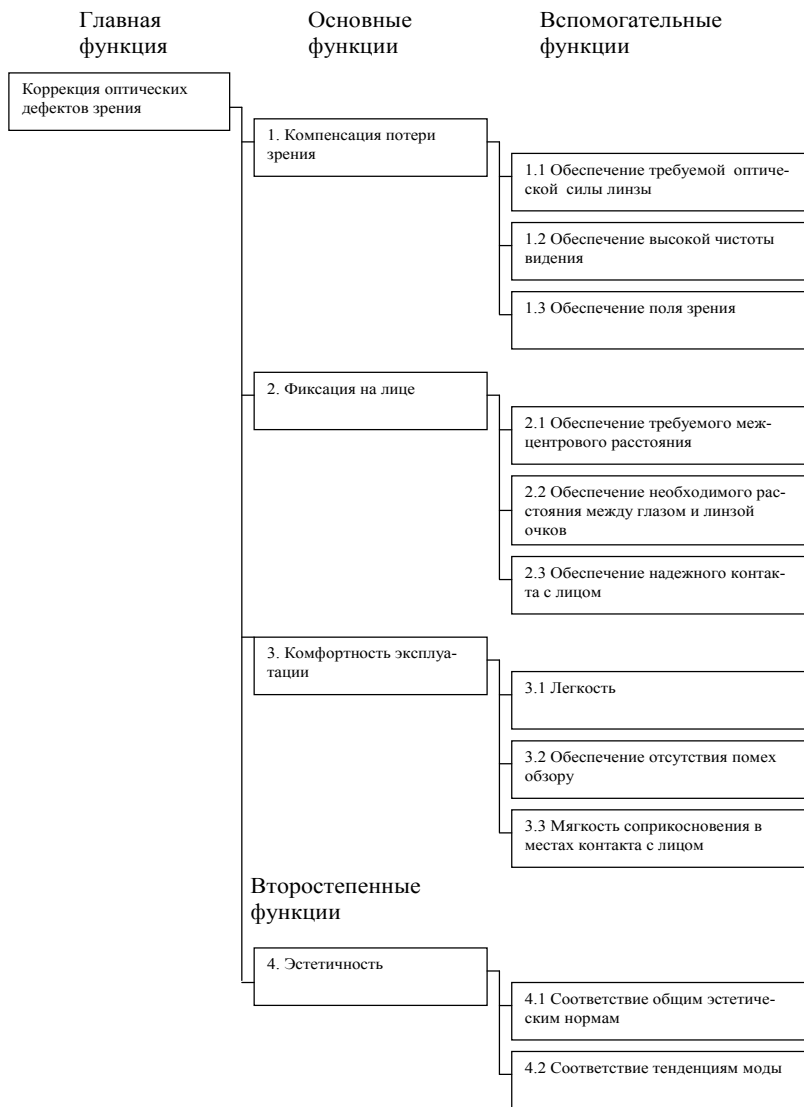 Главная
функция
Основные
функции
Вспомогательные
функции
Коррекция оптических
дефектов зрения
1. Компенсация потери
зрения
1.1 Обеспечение требуемой оптиче-
ской силы линзы
1.2 Обеспечение высокой чистоты
видения
1.3 Обеспечение поля зрения
2. Фиксация на лице
2.1 Обеспечение требуемого меж-
центрового расстояния
2.2 Обеспечение необходимого рас-
стояния между глазом и линзой
очков
2.3 Обеспечение надежного контак-
та с лицом
3. Комфортность эксплуа-
тации
3.1 Легкость
3.2 Обеспечение отсутствия помех
обзору
3.3 Мягкость соприкосновения в
местах контакта с лицом
Второстепенные
функции
4. Эстетичность
4.1 Соответствие общим эстетиче-
ским нормам
4.2 Соответствие тенденциям моды